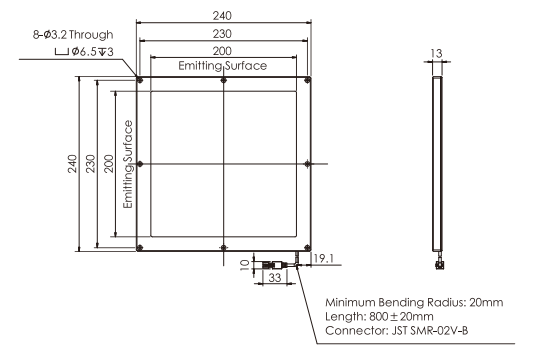 240
8-Ø3.2 Through
⌴ Ø6.5↧3
230
200
Emitting Surface
13
240
230
200
Emitting Surface
10
33
19.1
Minimum Bending Radius: 20mm
Length: 800±20mm
Connector: JST SMR-02V-B